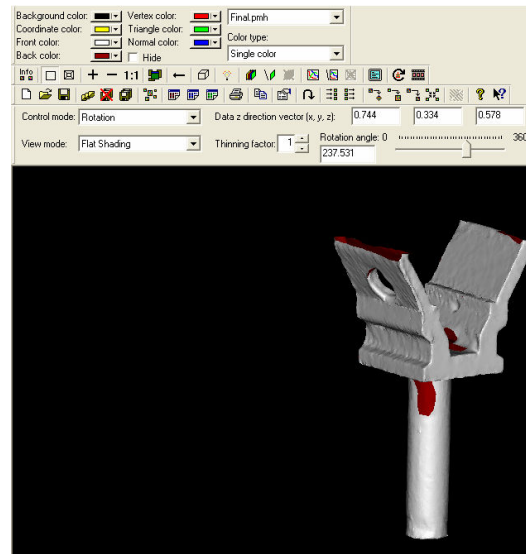 Background color: Vertex color: Final.pmh
Coordinate color: Triangle color:
Front color: Normal color: Color type:
Back color: Hide Single color
Info 1:1
Control mode: Rotation Data z direction vector (x, y, z): 0.744 0.334 0.578
View mode: Flat Shading Thinning factor: 1 Rotation angle: 0 360
237.531